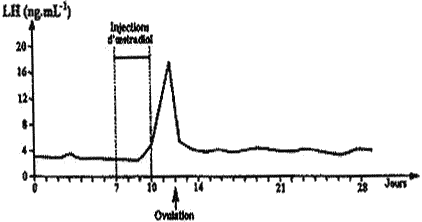 LH (ng.mL⁻¹)
Injections
d'œstradiol
20
16
12
8
4
0
0 7 10 14 21 28 Jours
Ovulation